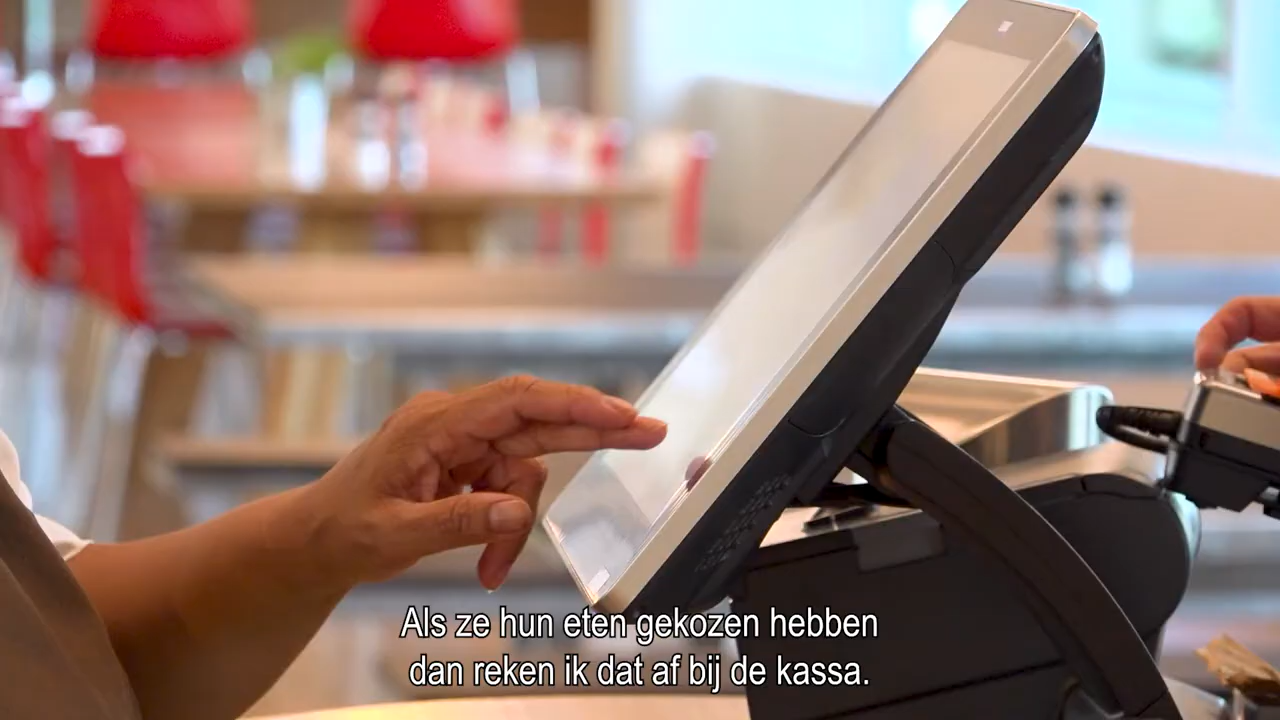 Als ze hun eten gekozen hebben
dan reken ik dat af bij de kassa.